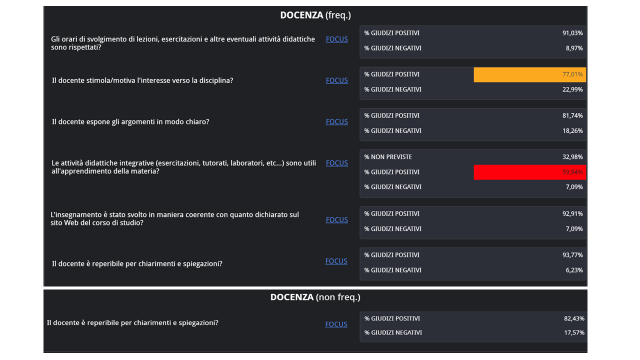 DOCENZA (freq.)
Gli orari di svolgimento di lezioni, esercitazioni e altre eventuali attività didattiche
sono rispettati?
FOCUS
% GIUDIZI POSITIVI 91,03%
% GIUDIZI NEGATIVI 8,97%
Il docente stimola/motiva l'interesse verso la disciplina?
FOCUS
% GIUDIZI POSITIVI 77,01%
% GIUDIZI NEGATIVI 22,99%
Il docente espone gli argomenti in modo chiaro?
FOCUS
% GIUDIZI POSITIVI 81,74%
% GIUDIZI NEGATIVI 18,26%
Le attività didattiche integrative (esercitazioni, tutorati, laboratori, etc...) sono utili
all'apprendimento della materia?
FOCUS
% NON PREVISTE 32,98%
% GIUDIZI POSITIVI
% GIUDIZI NEGATIVI 7,09%
L'insegnamento è stato svolto in maniera coerente con quanto dichiarato sul
sito Web del corso di studio?
FOCUS
% GIUDIZI POSITIVI 92,91%
% GIUDIZI NEGATIVI 7,09%
Il docente è reperibile per chiarimenti e spiegazioni?
FOCUS
% GIUDIZI POSITIVI 93,77%
% GIUDIZI NEGATIVI 6,23%
DOCENZA (non freq.)
Il docente è reperibile per chiarimenti e spiegazioni?
FOCUS
% GIUDIZI POSITIVI 82,43%
% GIUDIZI NEGATIVI 17,57%